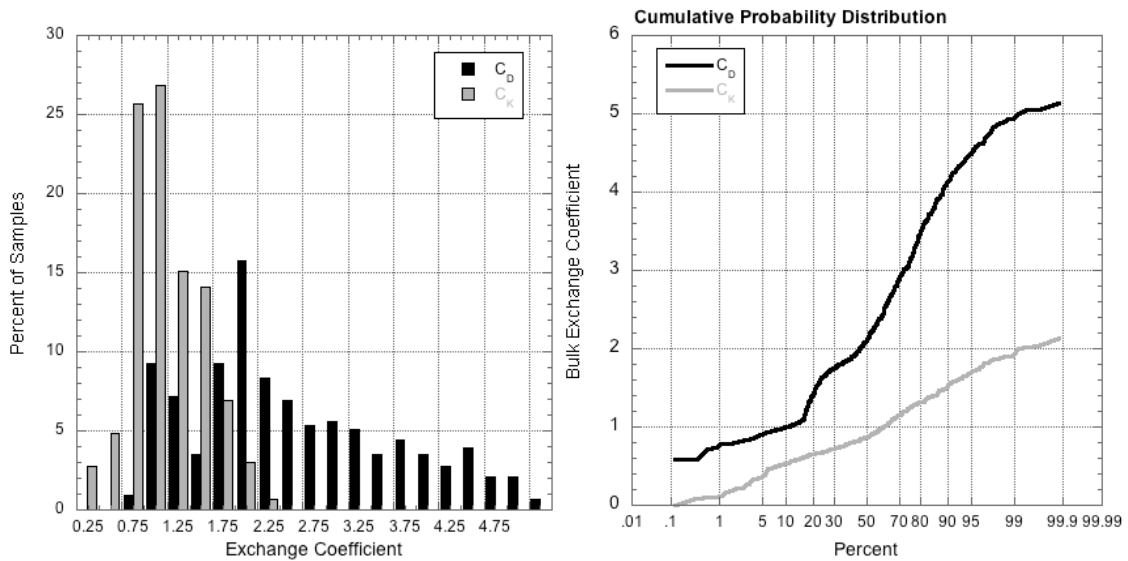 Cumulative Probability Distribution
30
25
20
15
10
5
0
Percent of Samples
C_D
C_K
0.25 0.75 1.25 1.75 2.25 2.75 3.25 3.75 4.25 4.75
Exchange Coefficient
6
5
4
3
2
1
0
Bulk Exchange Coefficient
C_D
C_K
.01 .1 1 5 10 20 30 50 70 80 90 95 99 99.9 99.99
Percent